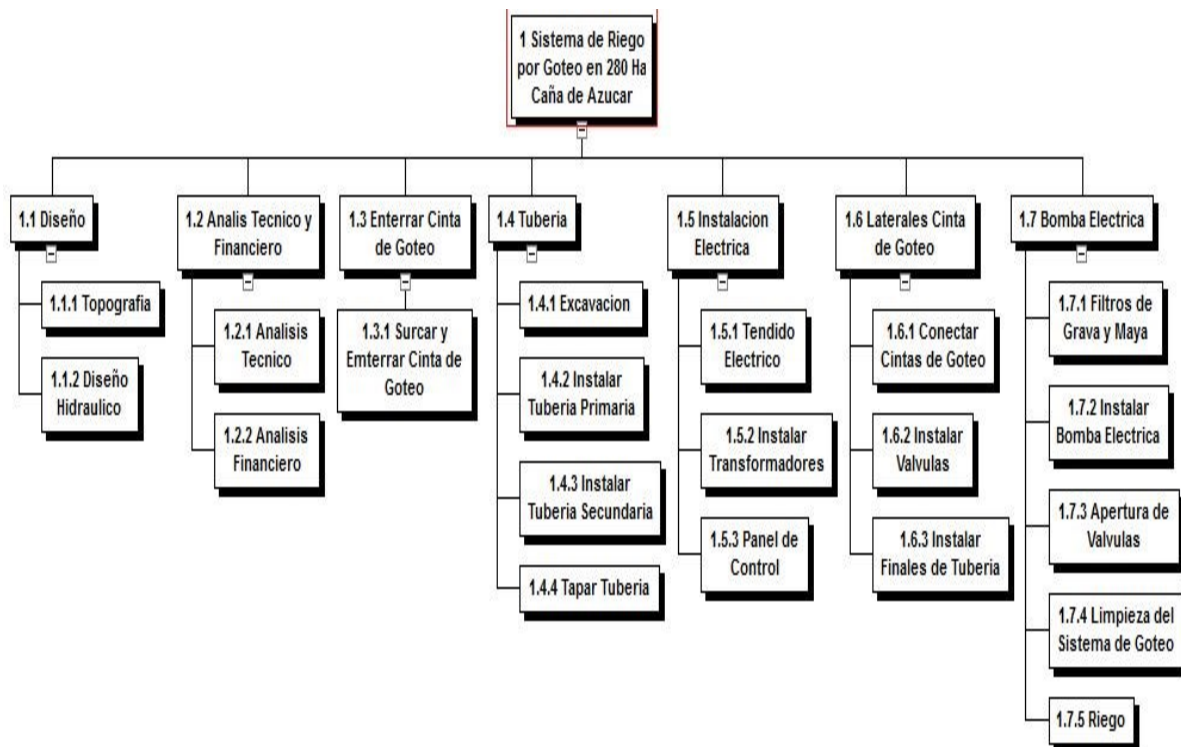 1 Sistema de Riego
por Goteo en 280 Ha
Caña de Azucar
1.1 Diseño
1.1.1 Topografia
1.1.2 Diseño
Hidraulico
1.2 Analis Tecnico y
Financiero
1.2.1 Analisis
Tecnico
1.2.2 Analisis
Financiero
1.3 Enterrar Cinta
de Goteo
1.3.1 Surcar y
Emterrar Cinta de
Goteo
1.4 Tuberia
1.4.1 Excavacion
1.4.2 Instalar
Tuberia Primaria
1.4.3 Instalar
Tuberia Secundaria
1.4.4 Tapar Tuberia
1.5 Instalacion
Electrica
1.5.1 Tendido
Electrico
1.5.2 Instalar
Transformadores
1.5.3 Panel de
Control
1.6 Laterales Cinta
de Goteo
1.6.1 Conectar
Cintas de Goteo
1.6.2 Instalar
Valvulas
1.6.3 Instalar
Finales de Tuberia
1.7 Bomba Electrica
1.7.1 Filtros de
Grava y Maya
1.7.2 Instalar
Bomba Electrica
1.7.3 Apertura de
Valvulas
1.7.4 Limpieza del
Sistema de Goteo
1.7.5 Riego